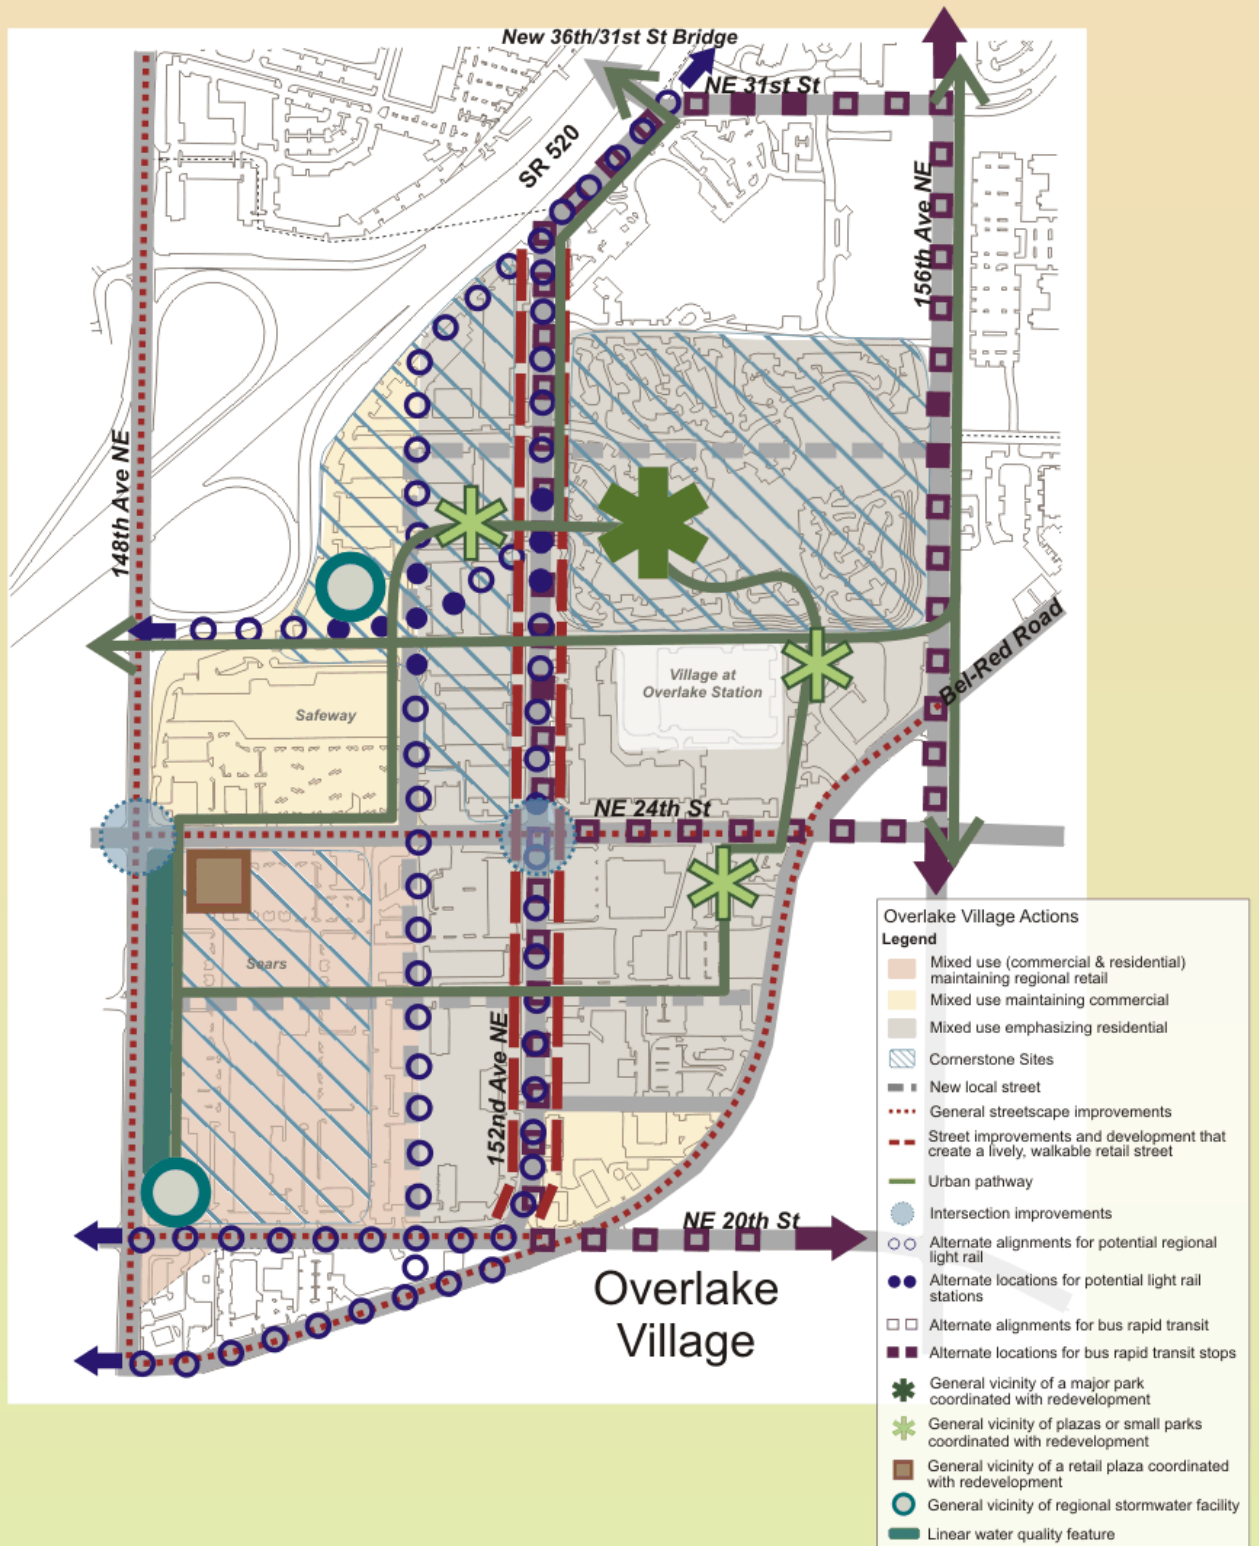 New 36th/31st St Bridge
NE 31st St
SR 520
156th Ave NE
148th Ave NE
Bel-Red Road
Village at
Overlake Station
Safeway
NE 24th St
Sears
152nd Ave NE
NE 20th St
Overlake
Village
Overlake Village Actions
Legend
Mixed use (commercial & residential)
maintaining regional retail
Mixed use maintaining commercial
Mixed use emphasizing residential
Cornerstone Sites
New local street
General streetscape improvements
Street improvements and development that
create a lively, walkable retail street
Urban pathway
Intersection improvements
Alternate alignments for potential regional
light rail
Alternate locations for potential light rail
stations
Alternate alignments for bus rapid transit
Alternate locations for bus rapid transit stops
General vicinity of a major park
coordinated with redevelopment
General vicinity of plazas or small parks
coordinated with redevelopment
General vicinity of a retail plaza coordinated
with redevelopment
General vicinity of regional stormwater facility
Linear water quality feature